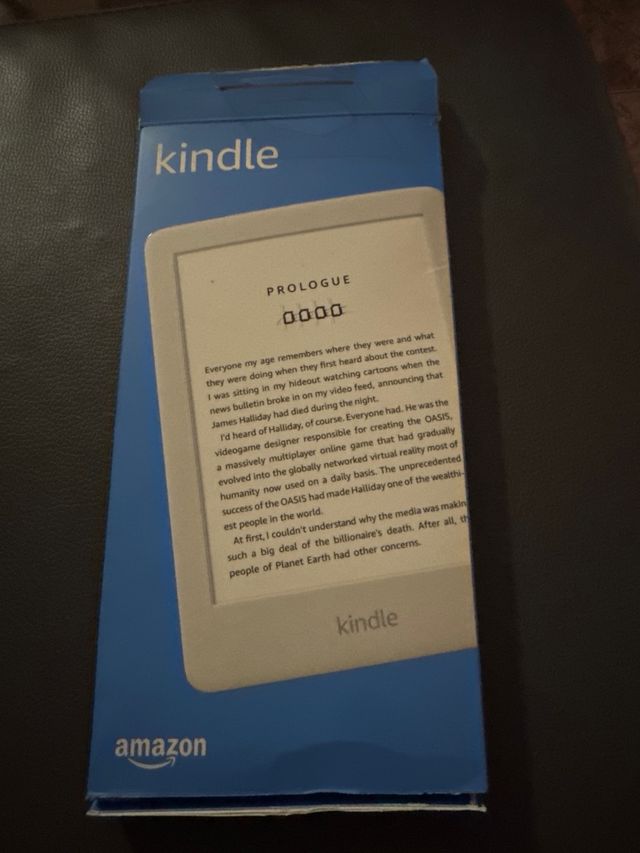 kindle
PROLOGUE
0000
Everyone my age remembers where they were and what
they were doing when they first heard about the contest.
I was sitting in my hideout watching cartoons when the
news bulletin broke in on my video feed, announcing that
James Halliday had died during the night.
I'd heard of Halliday, of course. Everyone had. He was the
videogame designer responsible for creating the OASIS,
a massively multiplayer online game that had gradually
evolved into the globally networked virtual reality most of
humanity now used on a daily basis. The unprecedented
success of the OASIS had made Halliday one of the wealthi-
est people in the world.
At first, I couldn't understand why the media was makin
such a big deal of the billionaire's death. After all, th
people of Planet Earth had other concerns.
kindle
amazon